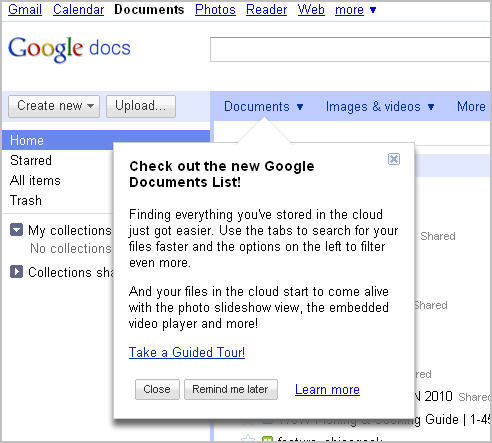 Gmail Calendar Documents Photos Reader Web more ▼
Google docs
Create new ▾ Upload...
Documents ▼ Images & videos ▼ More
Home
Starred
All items
Trash
My collections
No collections
Collections sha
Check out the new Google
Documents List!
Finding everything you've stored in the cloud
just got easier. Use the tabs to search for your
files faster and the options on the left to filter
even more.
And your files in the cloud start to come alive
with the photo slideshow view, the embedded
video player and more!
Take a Guided Tour!
Close Remind me later Learn more
Shared
Shared
Shared
N 2010 Shared
Fishing & Cooking Guide | 1-45